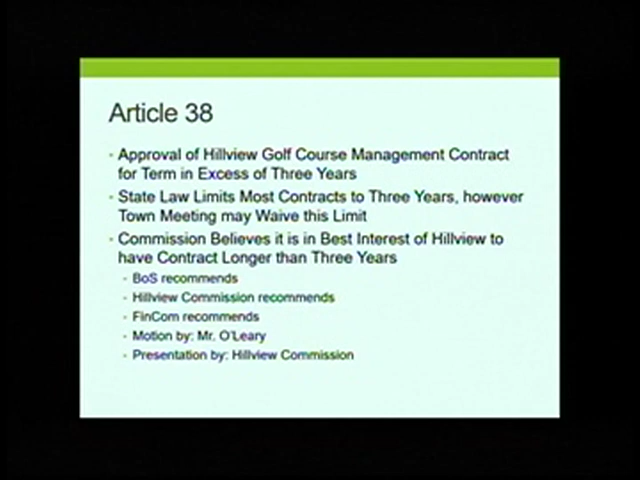 Article 38
Approval of Hillview Golf Course Management Contract
for Term in Excess of Three Years
State Law Limits Most Contracts to Three Years, however
Town Meeting may Waive this Limit
Commission Believes it is in Best Interest of Hillview to
have Contract Longer than Three Years
BoS recommends
Hillview Commission recommends
FinCom recommends
Motion by: Mr. O'Leary
Presentation by: Hillview Commission